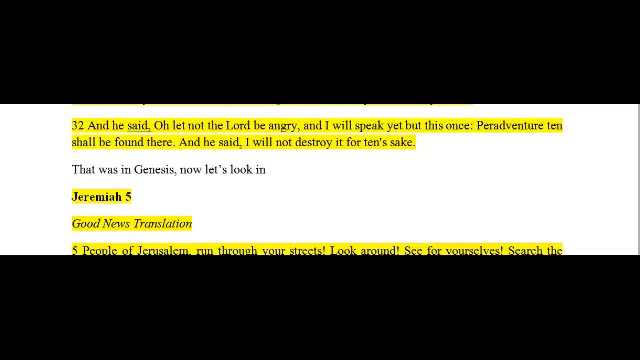 32 And he said, Oh let not the Lord be angry, and I will speak yet but this once: Peradventure ten
shall be found there. And he said, I will not destroy it for ten's sake.
That was in Genesis, now let's look in
Jeremiah 5
Good News Translation
5 People of Jerusalem, run through your streets! Look around! See for yourselves! Search the